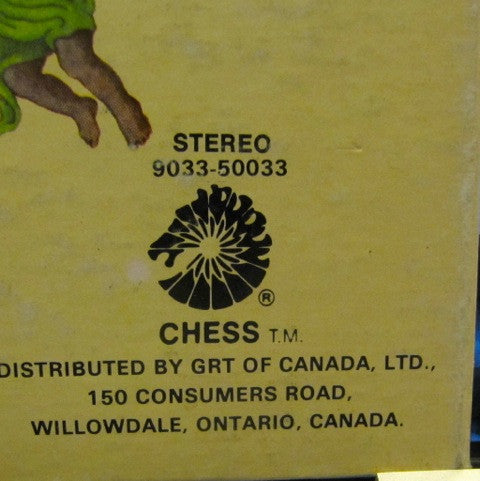 STEREO
9033-50033
®
CHESS T.M.
DISTRIBUTED BY GRT OF CANADA, LTD.,
150 CONSUMERS ROAD,
WILLOWDALE, ONTARIO, CANADA.